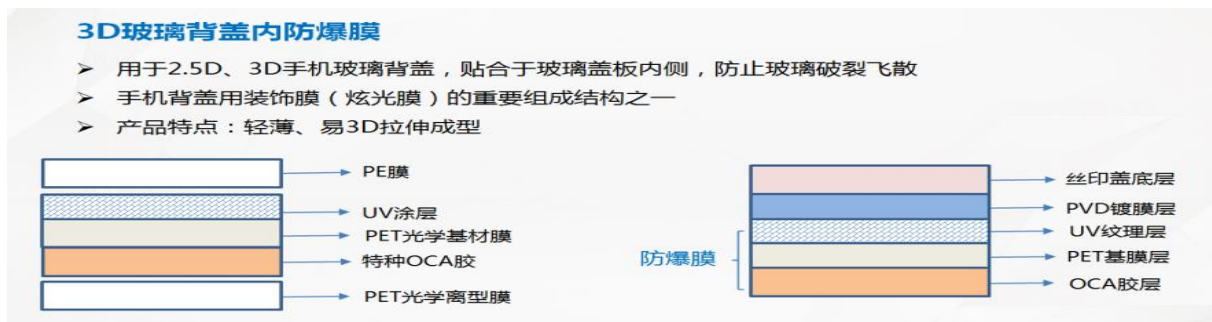 3D玻璃背盖内防爆膜
➢ 用于2.5D、3D手机玻璃背盖，贴合于玻璃盖板内侧，防止玻璃破裂飞散
➢ 手机背盖用装饰膜（炫光膜）的重要组成结构之一
➢ 产品特点：轻薄、易3D拉伸成型
PE膜
UV涂层
PET光学基材膜
特种OCA胶
PET光学离型膜
防爆膜
丝印盖底层
PVD镀膜层
UV纹理层
PET基膜层
OCA胶层